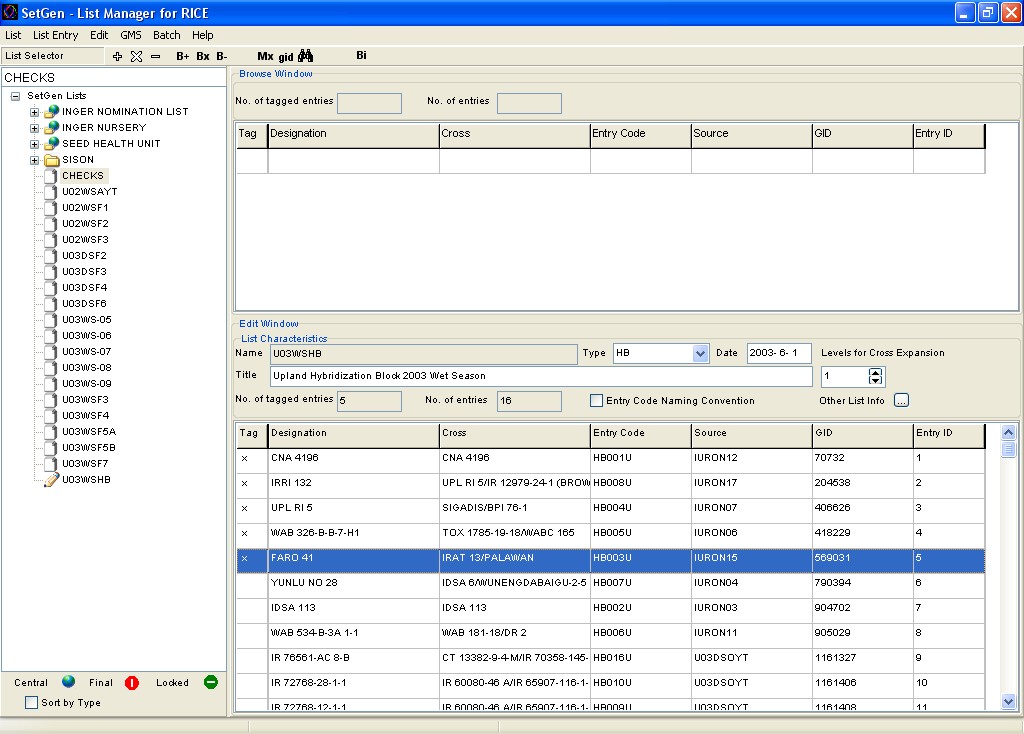 SetGen - List Manager for RICE
List List Entry Edit GMS Batch Help
List Selector B+ Bx B- Mx gid Bi
CHECKS
SetGen Lists
INGER NOMINATION LIST
INGER NURSERY
SEED HEALTH UNIT
SISON
CHECKS
U02WSAYT
U02WSF1
U02WSF2
U02WSF3
U03DSF2
U03DSF3
U03DSF4
U03DSF6
U03WS-05
U03WS-06
U03WS-07
U03WS-08
U03WS-09
U03WSF3
U03WSF4
U03WSF5A
U03WSF5B
U03WSF7
U03WSHB
Central Final Locked
Sort by Type
Browse Window
No. of tagged entries No. of entries
Tag Designation Cross Entry Code Source GID Entry ID
Edit Window
List Characteristics
Name U03WSHB Type HB Date 2003- 6- 1 Levels for Cross Expansion
Title Upland Hybridization Block 2003 Wet Season 1
No. of tagged entries 5 No. of entries 16 Entry Code Naming Convention Other List Info ...
Tag Designation Cross Entry Code Source GID Entry ID
x CNA 4196 CNA 4196 HB001U IURON12 70732 1
x IRRI 132 UPL RI 5/IR 12979-24-1 (BROW HB008U IURON17 204538 2
x UPL RI 5 SIGADIS/BPI 76-1 HB004U IURON07 406626 3
x WAB 326-B-B-7-H1 TOX 1785-19-18/WABC 165 HB005U IURON06 418229 4
x FARO 41 IRAT 13/PALAWAN HB003U IURON15 569031 5
YUNLU NO 28 IDSA 6/WUNENGDABAIGU-2-5 HB007U IURON04 790394 6
IDSA 113 IDSA 113 HB002U IURON03 904702 7
WAB 534-B-3A 1-1 WAB 181-18/DR 2 HB006U IURON11 905029 8
IR 76561-AC 8-B CT 13382-9-4-M/IR 70358-145- HB016U U03DSOYT 1161327 9
IR 72768-28-1-1 IR 60080-46 A/IR 65907-116-1- HB010U U03DSOYT 1161406 10
IR 72768-12-1-1 IR 60080-46 A/IR 65907-116-1- HB009U U03DSOYT 1161408 11